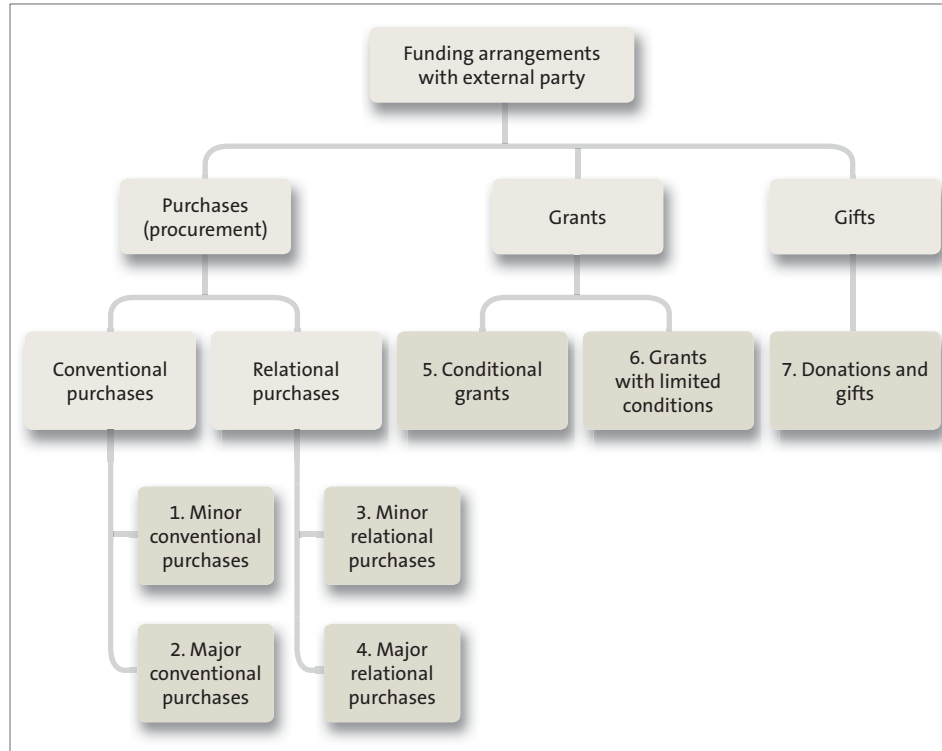 Funding arrangements
with external party
Purchases
(procurement)
Grants
Gifts
Conventional
purchases
Relational
purchases
5. Conditional
grants
6. Grants
with limited
conditions
7. Donations and
gifts
1. Minor
conventional
purchases
3. Minor
relational
purchases
2. Major
conventional
purchases
4. Major
relational
purchases